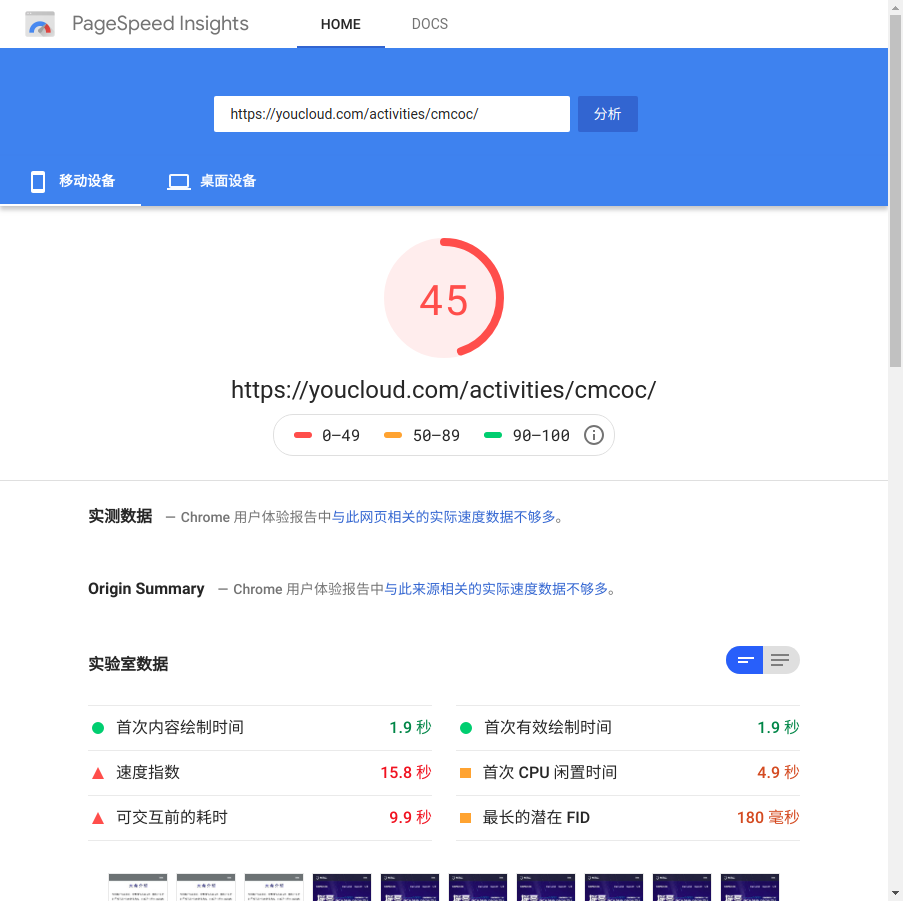 PageSpeed Insights HOME DOCS
https://youcloud.com/activities/cmcoc/ 分析
移动设备 桌面设备
45
https://youcloud.com/activities/cmcoc/
0–49 50–89 90–100
实测数据 — Chrome 用户体验报告中与此网页相关的实际速度数据不够多。
Origin Summary — Chrome 用户体验报告中与此来源相关的实际速度数据不够多。
实验室数据
首次内容绘制时间 1.9 秒 首次有效绘制时间 1.9 秒
速度指数 15.8 秒 首次 CPU 闲置时间 4.9 秒
可交互前的耗时 9.9 秒 最长的潜在 FID 180 毫秒